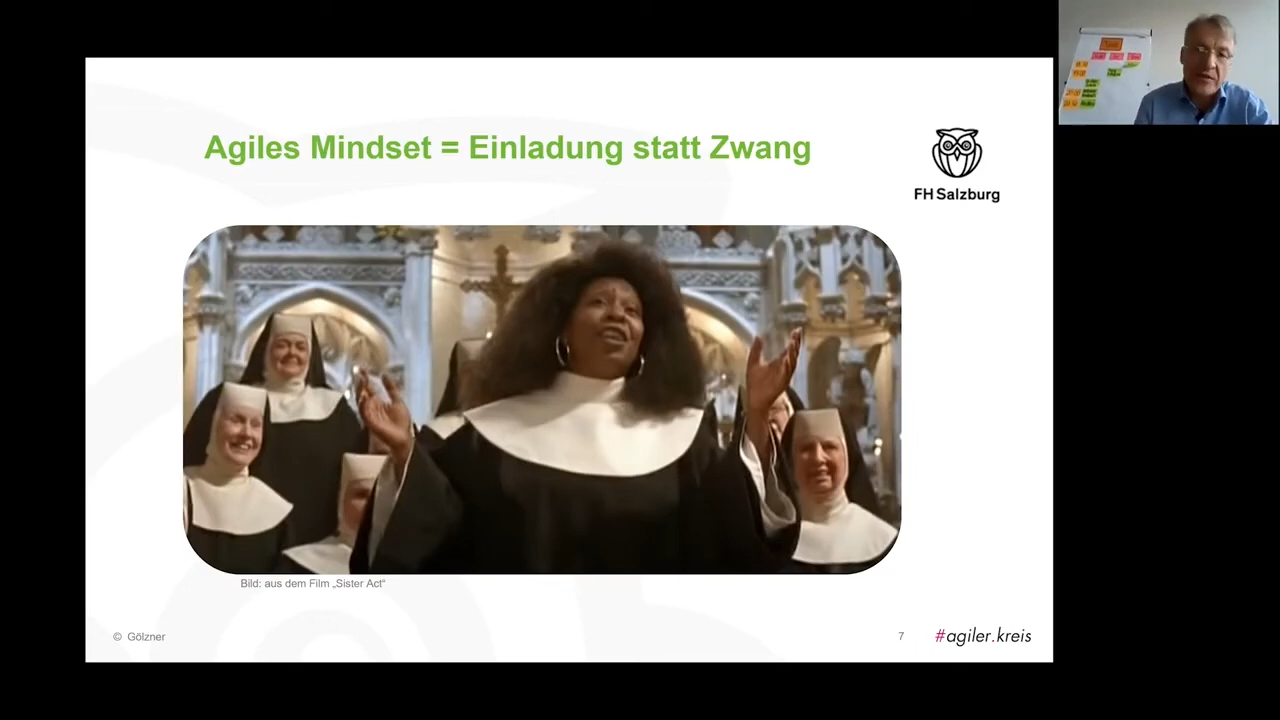 Agiles Mindset = Einladung statt Zwang
FH Salzburg
Bild: aus dem Film „Sister Act“
© Gölzner
7
#agiler.kreis